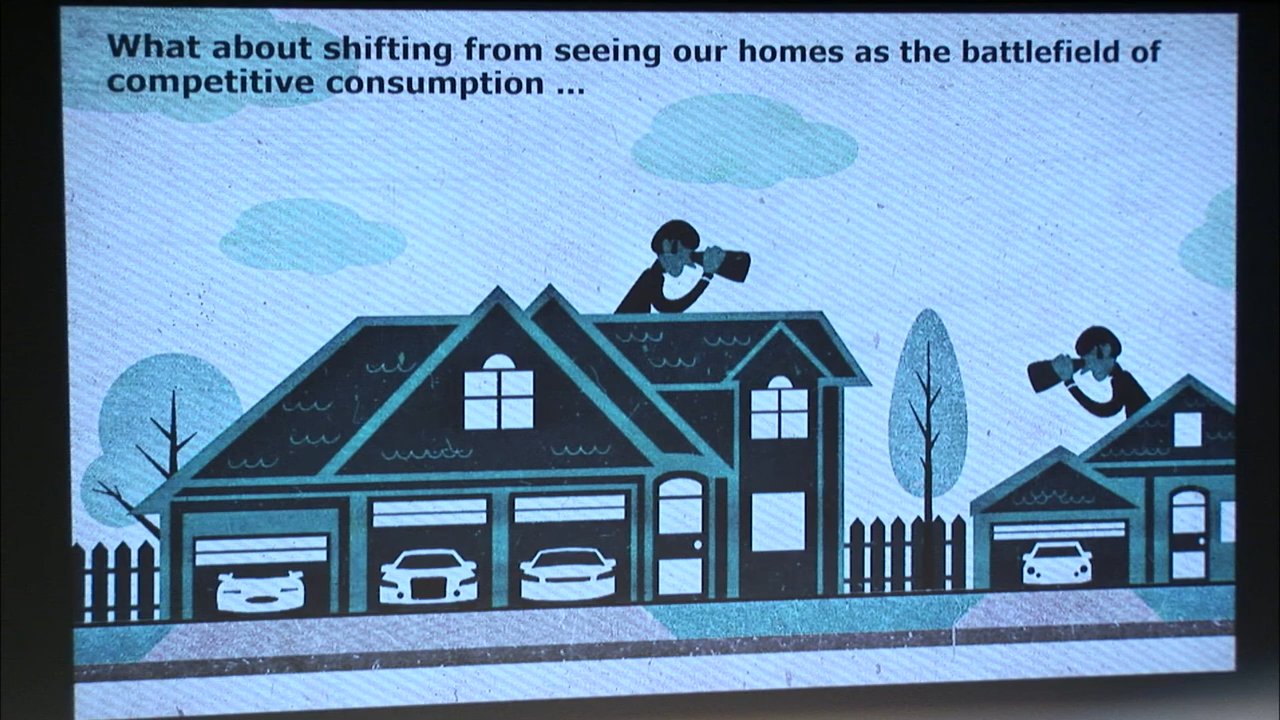 What about shifting from seeing our homes as the battlefield of
competitive consumption ...